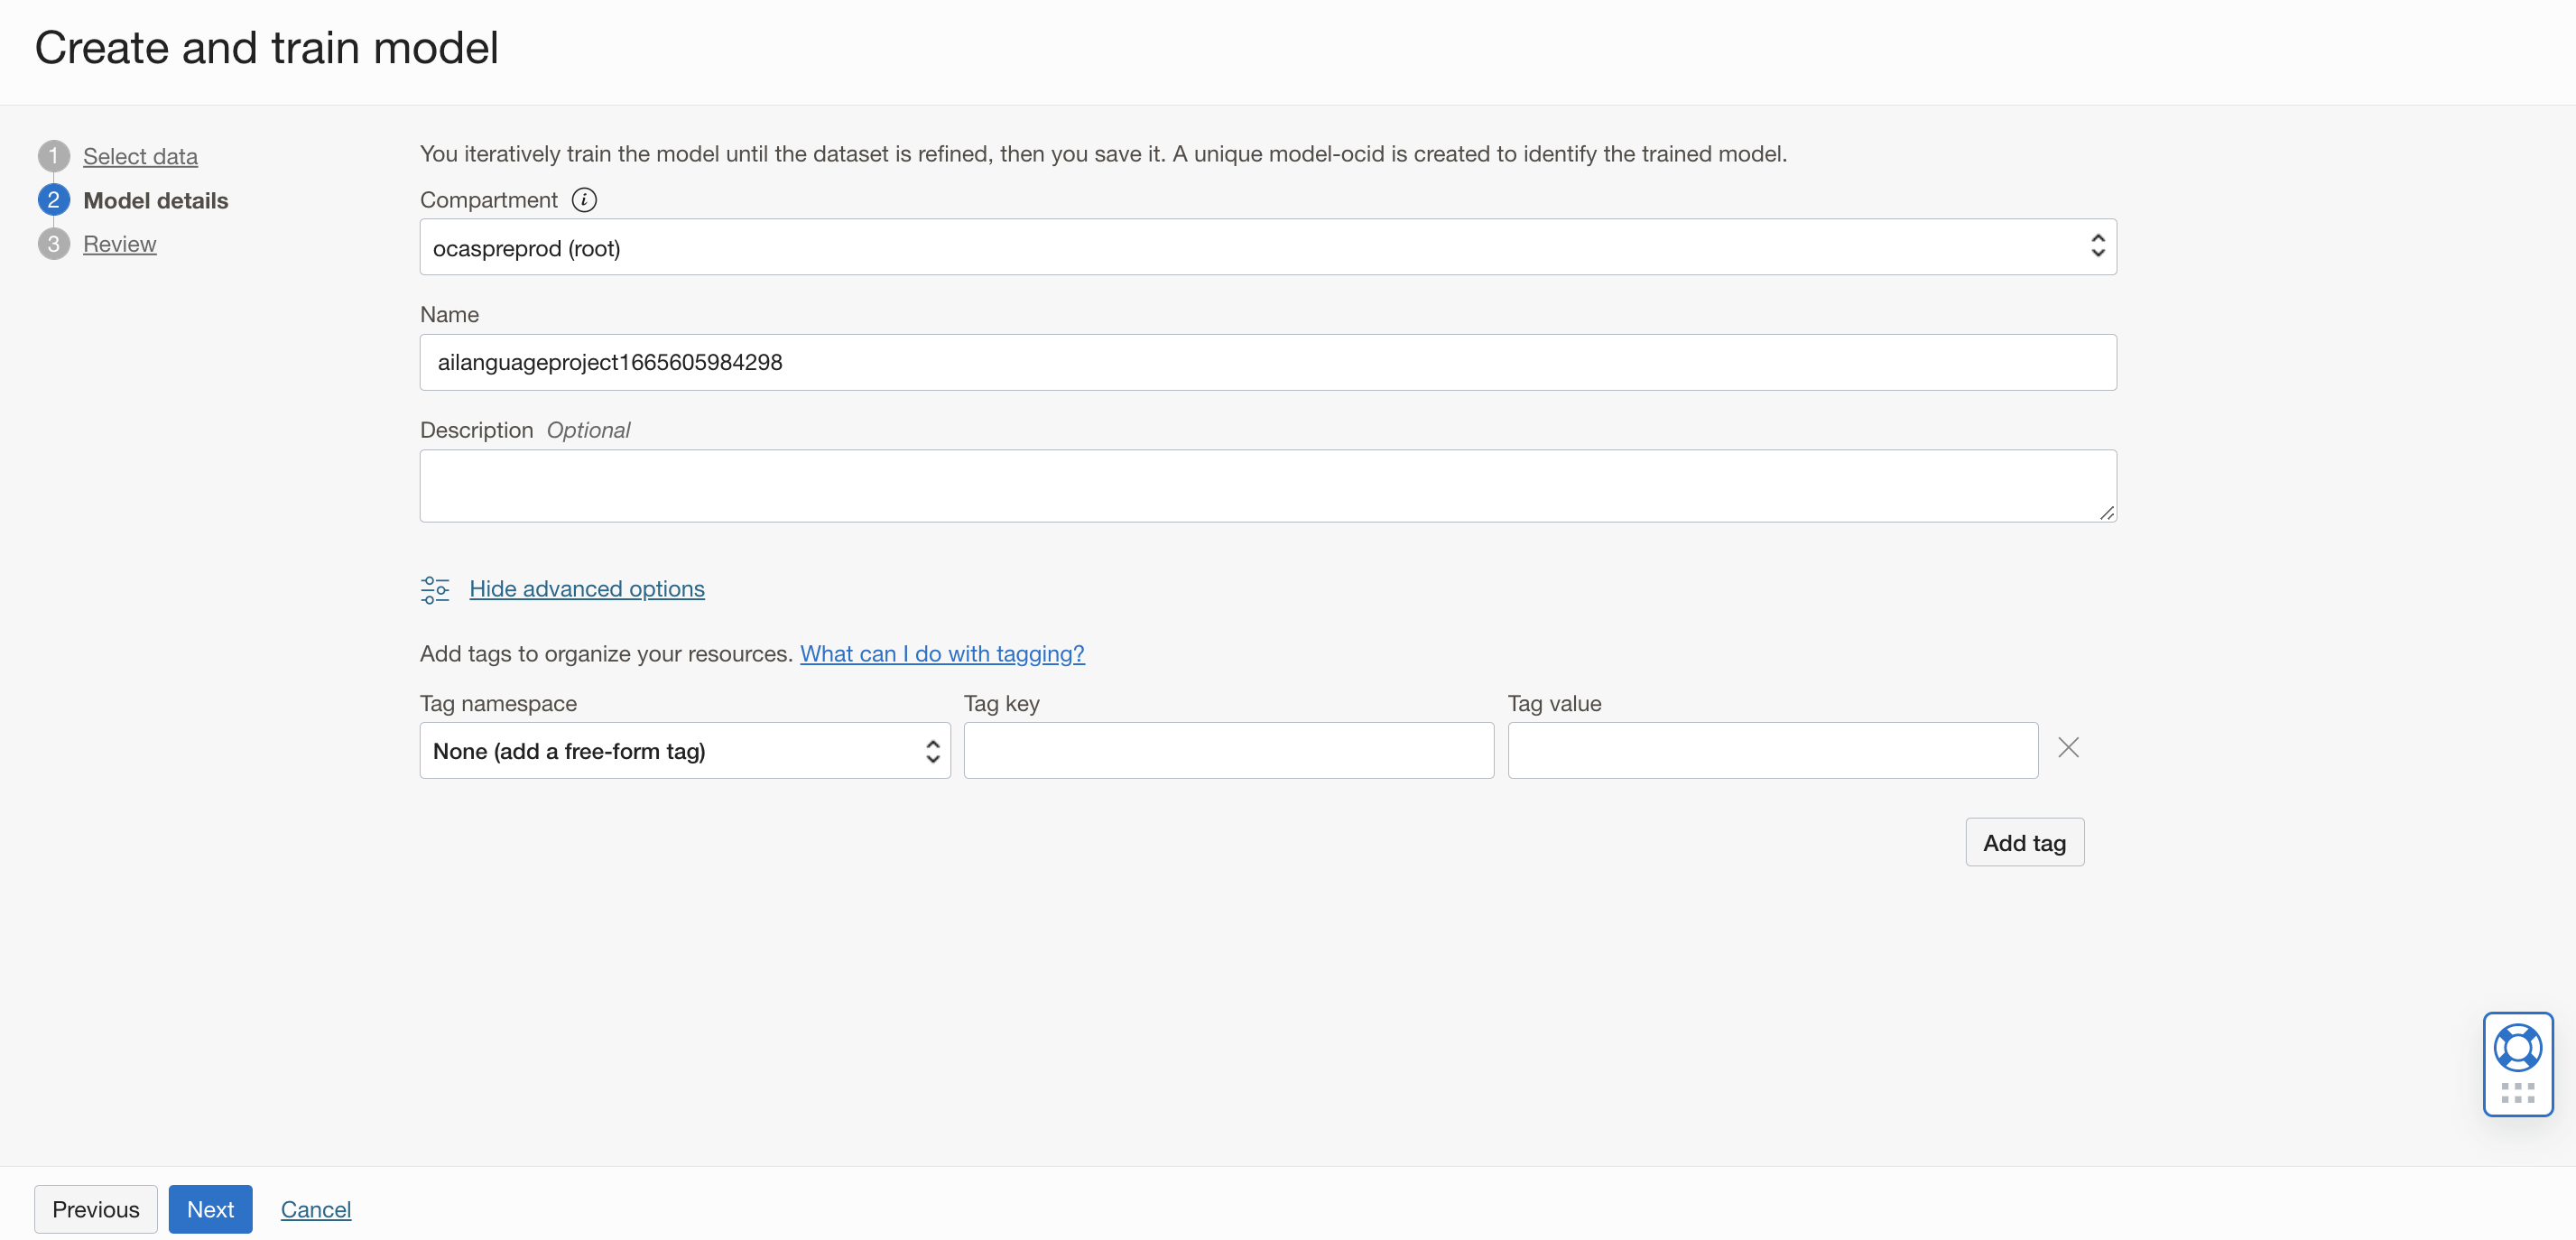 Create and train model
1 Select data
2 Model details
3 Review
You iteratively train the model until the dataset is refined, then you save it. A unique model-ocid is created to identify the trained model.
Compartment i
ocaspreprod (root)
Name
ailanguageproject1665605984298
Description Optional
Hide advanced options
Add tags to organize your resources. What can I do with tagging?
Tag namespace Tag key Tag value
None (add a free-form tag)
Add tag
Previous Next Cancel